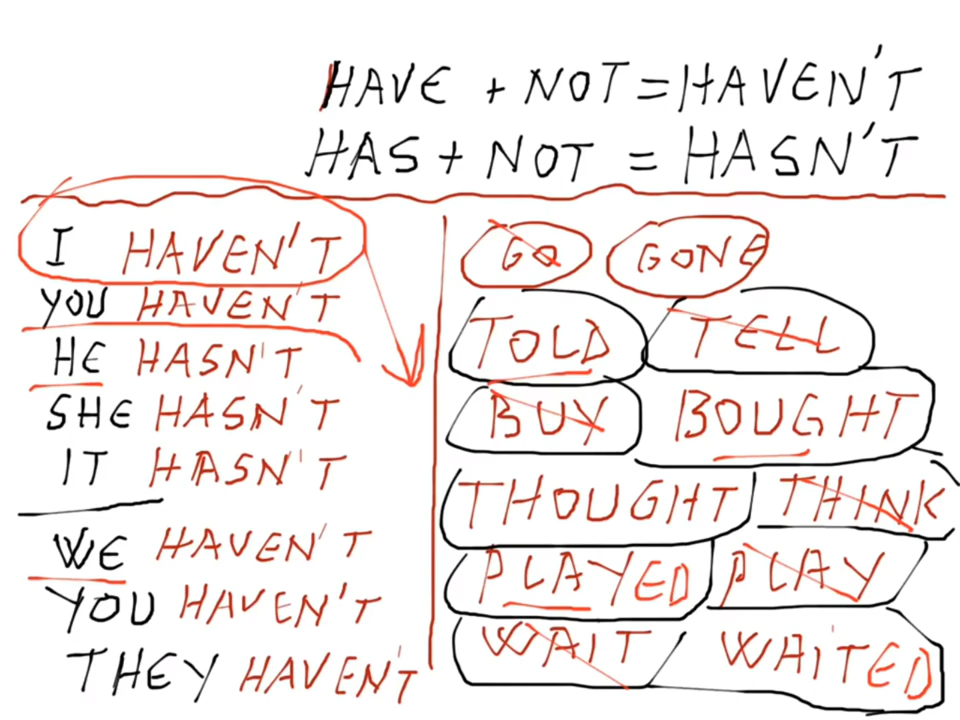 HAVE + NOT = HAVEN'T
HAS + NOT = HASN'T
I HAVEN'T
YOU HAVEN'T
HE HASN'T
SHE HASN'T
IT HASN'T
WE HAVEN'T
YOU HAVEN'T
THEY HAVEN'T
GO GONE
TOLD TELL
BUY BOUGHT
THOUGHT THINK
PLAYED PLAY
WAIT WAITED